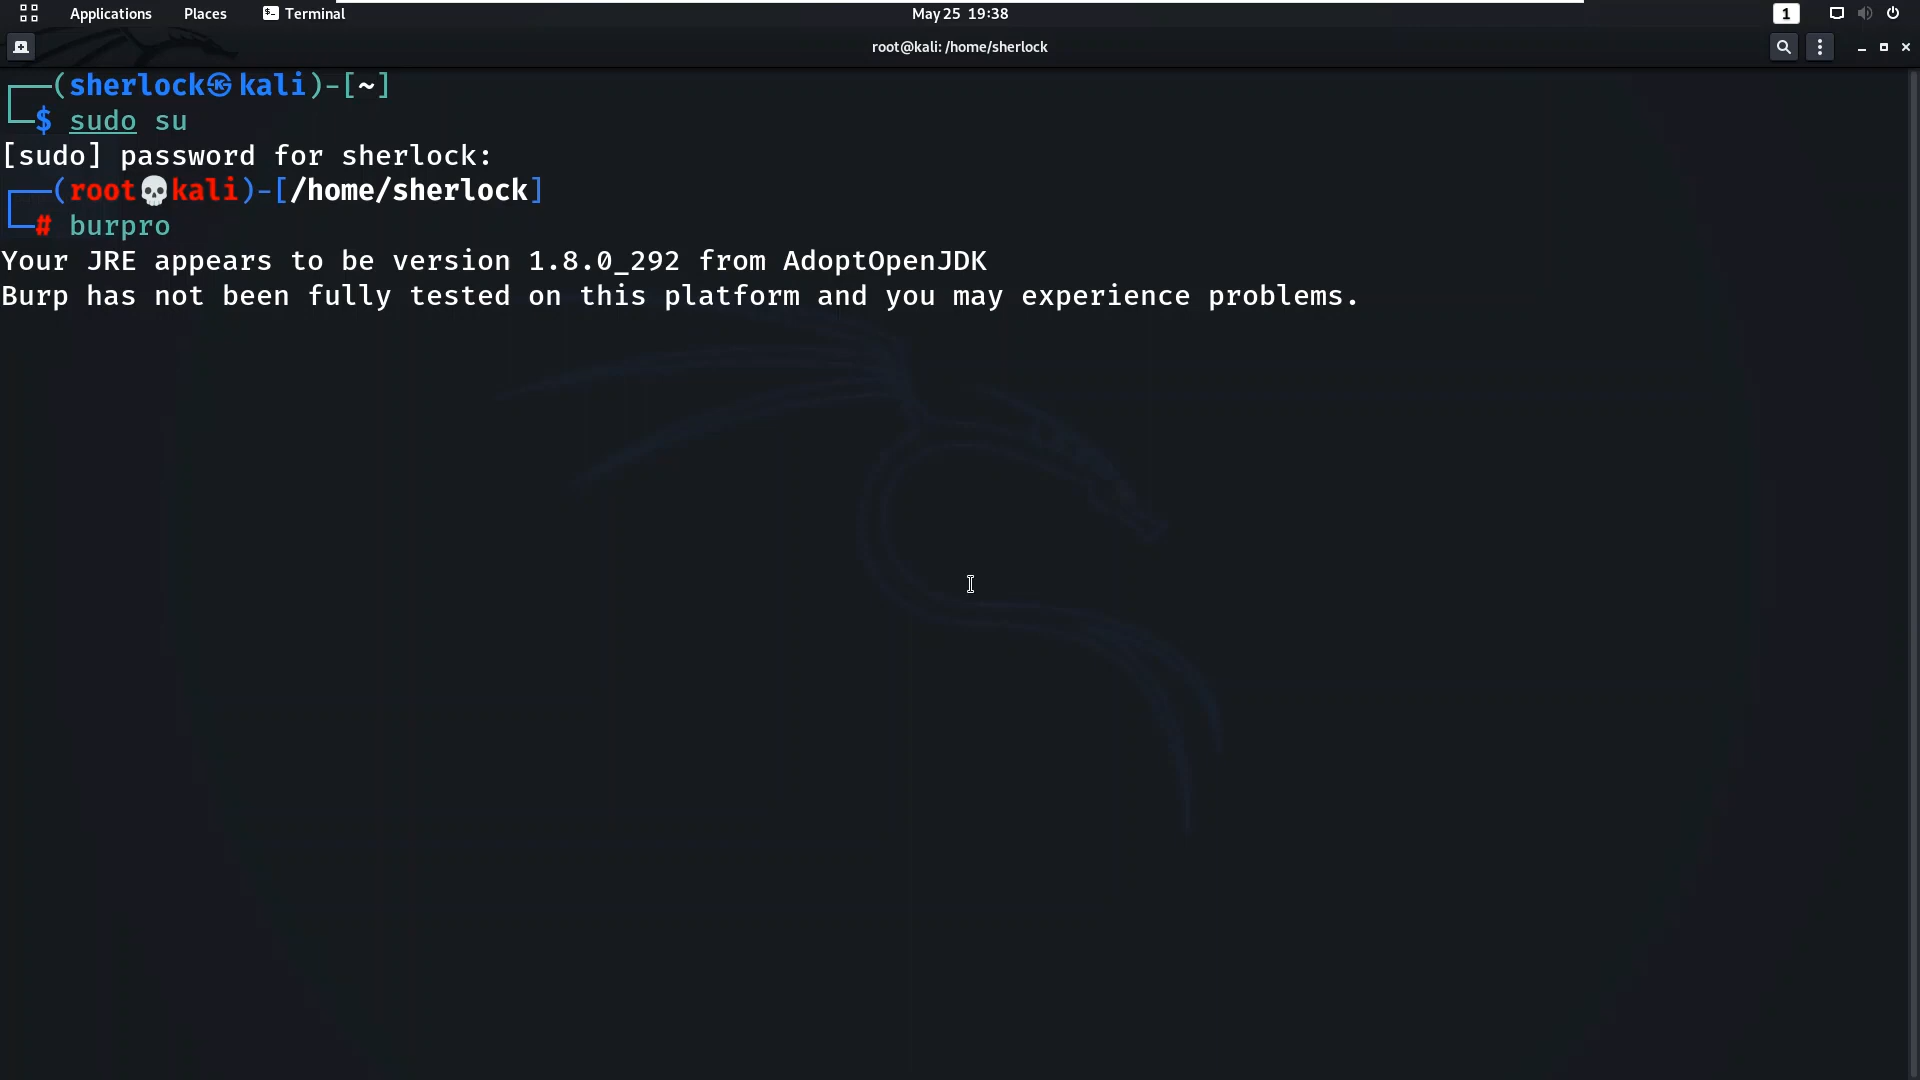 Applications Places Terminal May 25 19:38 1
root@kali: /home/sherlock
(sherlock㉿kali)-[~]
$ sudo su
[sudo] password for sherlock:
(root💀kali)-[/home/sherlock]
# burpro
Your JRE appears to be version 1.8.0_292 from AdoptOpenJDK
Burp has not been fully tested on this platform and you may experience problems.